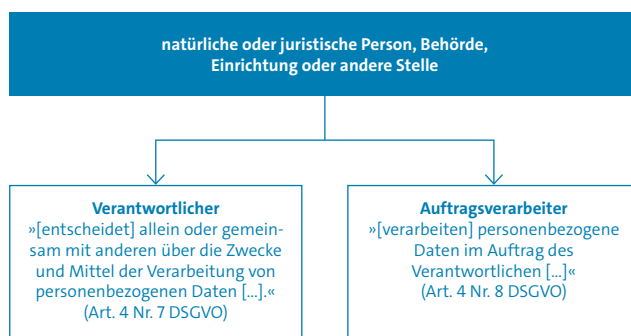 natürliche oder juristische Person, Behörde,
Einrichtung oder andere Stelle
Verantwortlicher
»[entscheidet] allein oder gemein-
sam mit anderen über die Zwecke
und Mittel der Verarbeitung von
personenbezogenen Daten [...].«
(Art. 4 Nr. 7 DSGVO)
Auftragsverarbeiter
»[verarbeiten] personenbezogene
Daten im Auftrag des
Verantwortlichen [...]«
(Art. 4 Nr. 8 DSGVO)